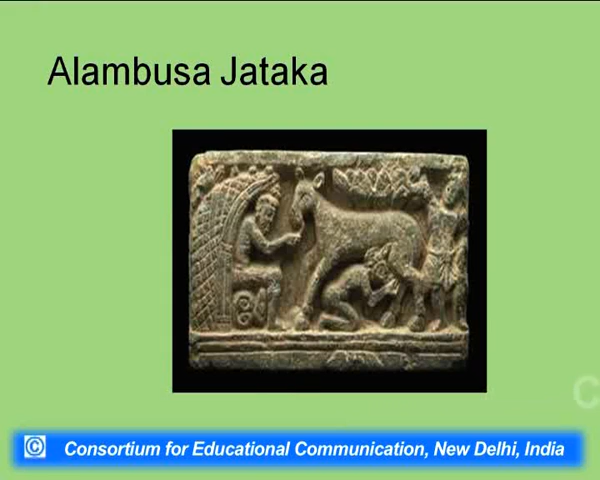 Alambusa Jataka
C
© Consortium for Educational Communication, New Delhi, India